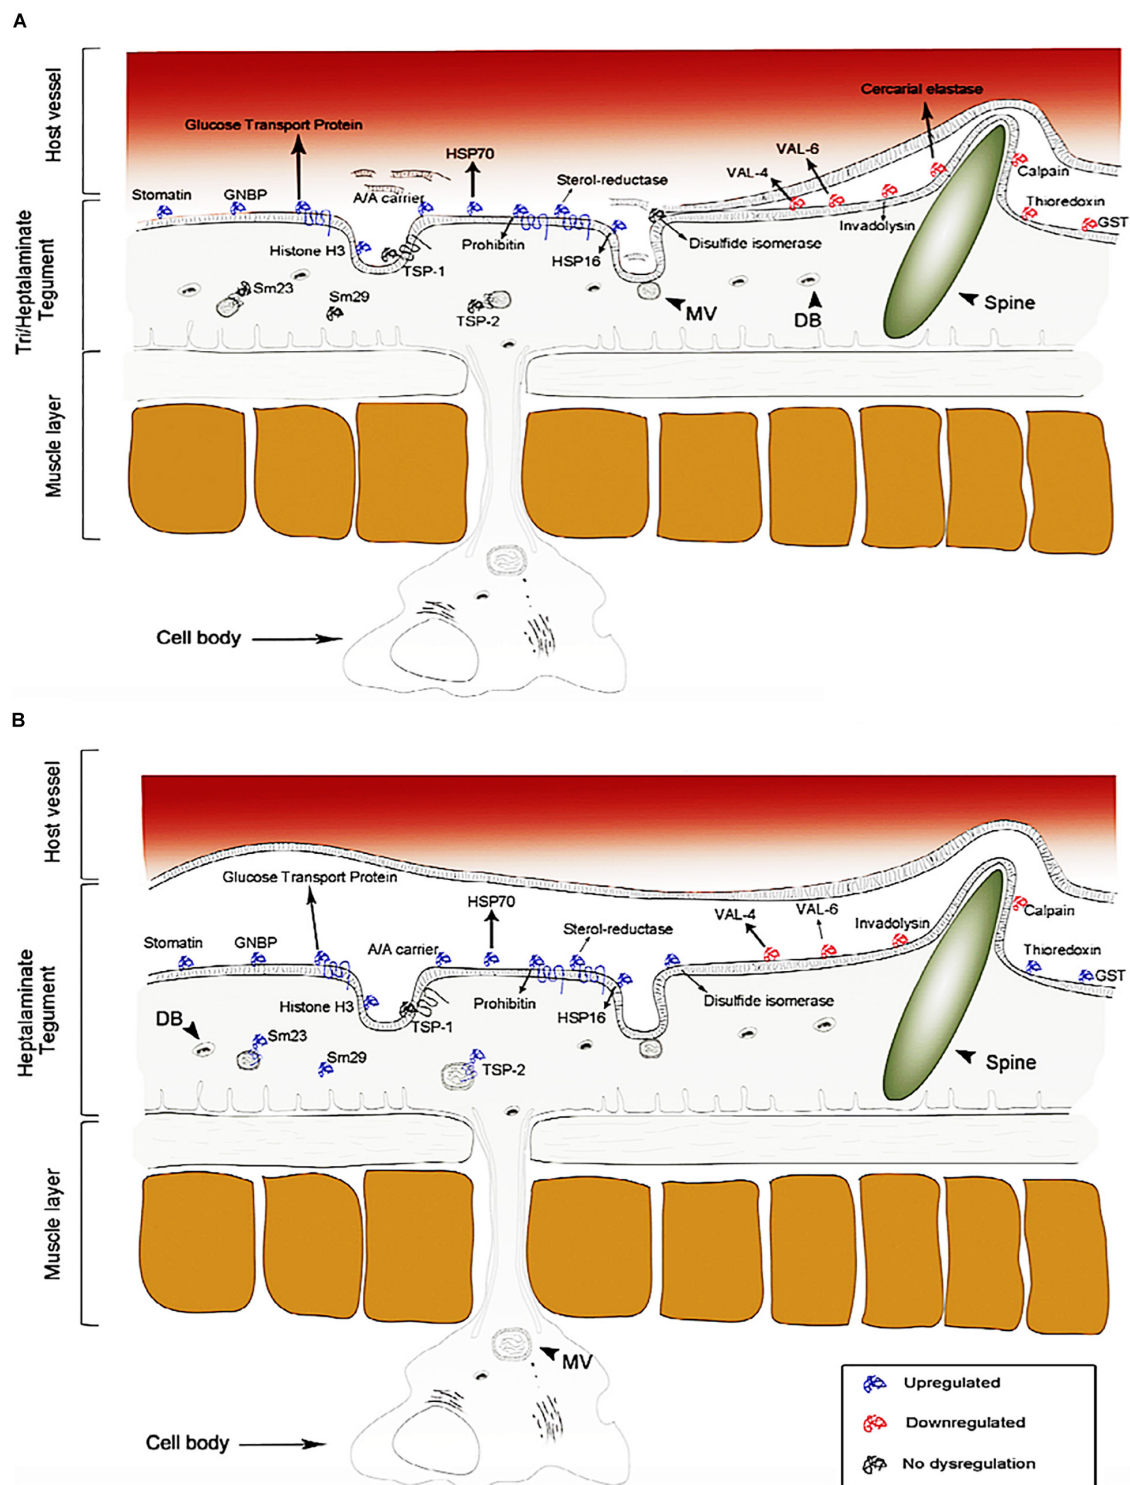 A
Host vessel
Tri/Heptalaminate
Tegument
Muscle layer
Cercarial elastase
Glucose Transport Protein
HSP70
VAL-6
VAL-4
Calpain
Stomatin
GNBP
A/A carrier
Sterol-reductase
Thioredoxin
GST
Histone H3
TSP-1
Prohibitin
HSP16
Disulfide isomerase
Invadolysin
Sm23
Sm29
TSP-2
MV
DB
Spine
Cell body
B
Host vessel
Heptalaminate
Tegument
Muscle layer
Glucose Transport Protein
HSP70
VAL-4
VAL-6
Invadolysin
Calpain
Stomatin
GNBP
A/A carrier
Sterol-reductase
Thioredoxin
GST
Histone H3
TSP-1
Prohibitin
HSP16
Disulfide isomerase
DB
Sm23
Sm29
TSP-2
Spine
MV
Cell body
Upregulated
Downregulated
No dysregulation